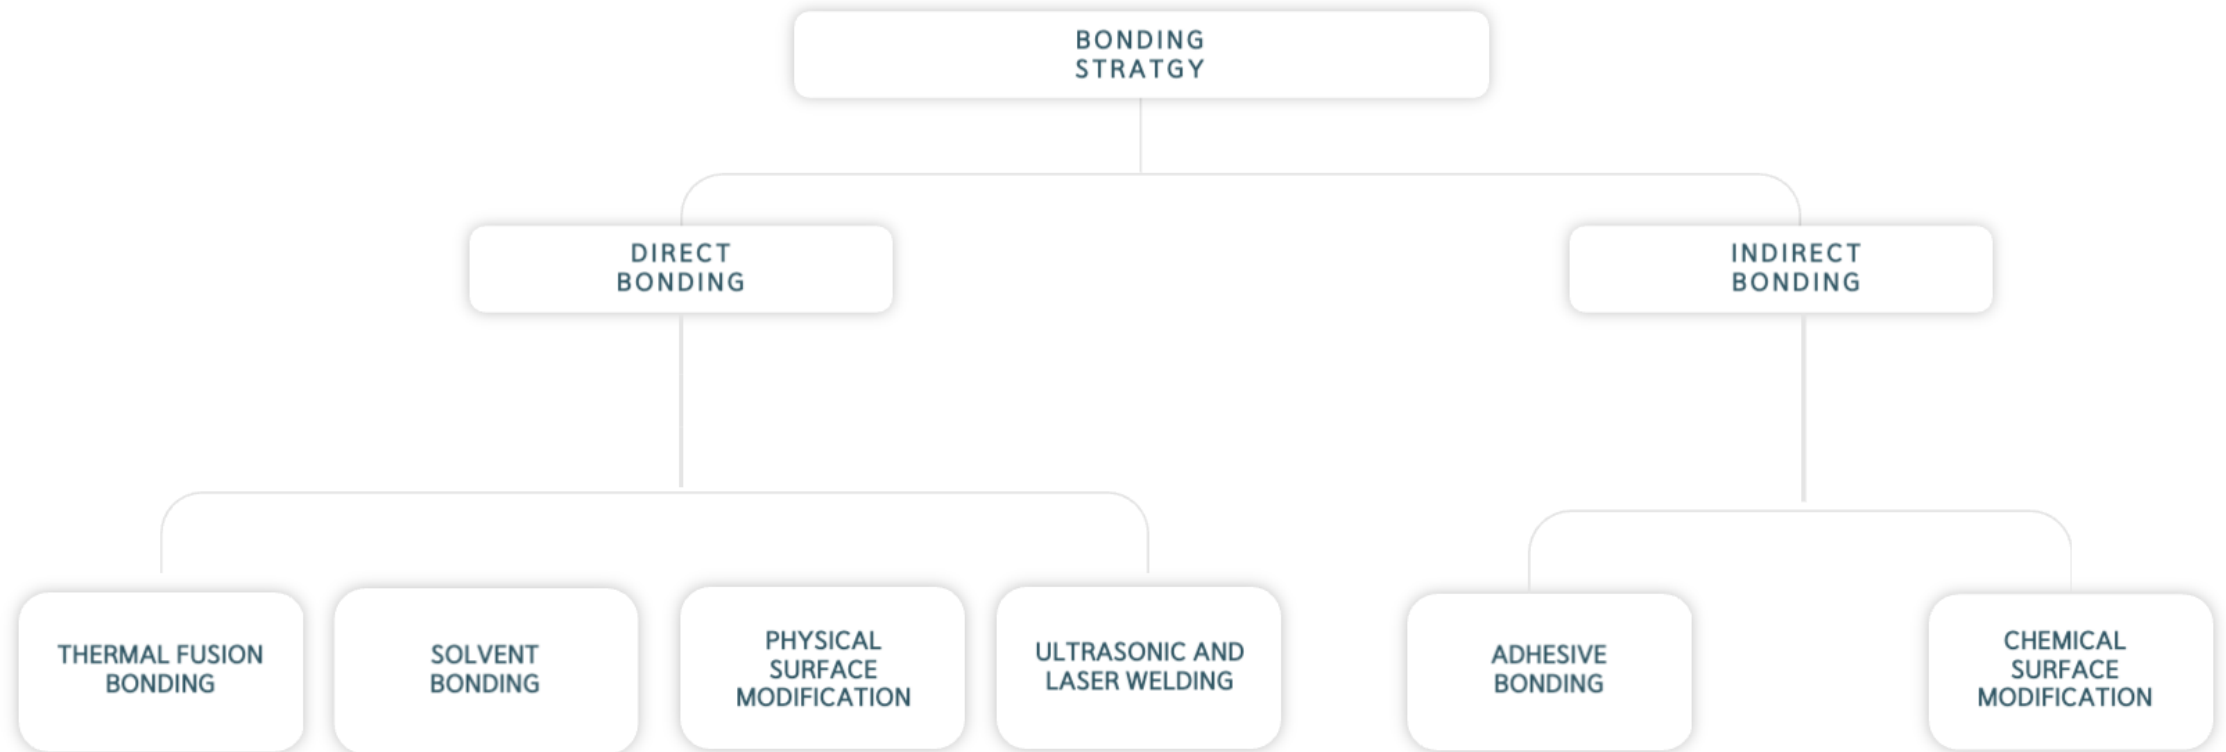 BONDING
STRATGY
DIRECT
BONDING
INDIRECT
BONDING
THERMAL FUSION
BONDING
SOLVENT
BONDING
PHYSICAL
SURFACE
MODIFICATION
ULTRASONIC AND
LASER WELDING
ADHESIVE
BONDING
CHEMICAL
SURFACE
MODIFICATION